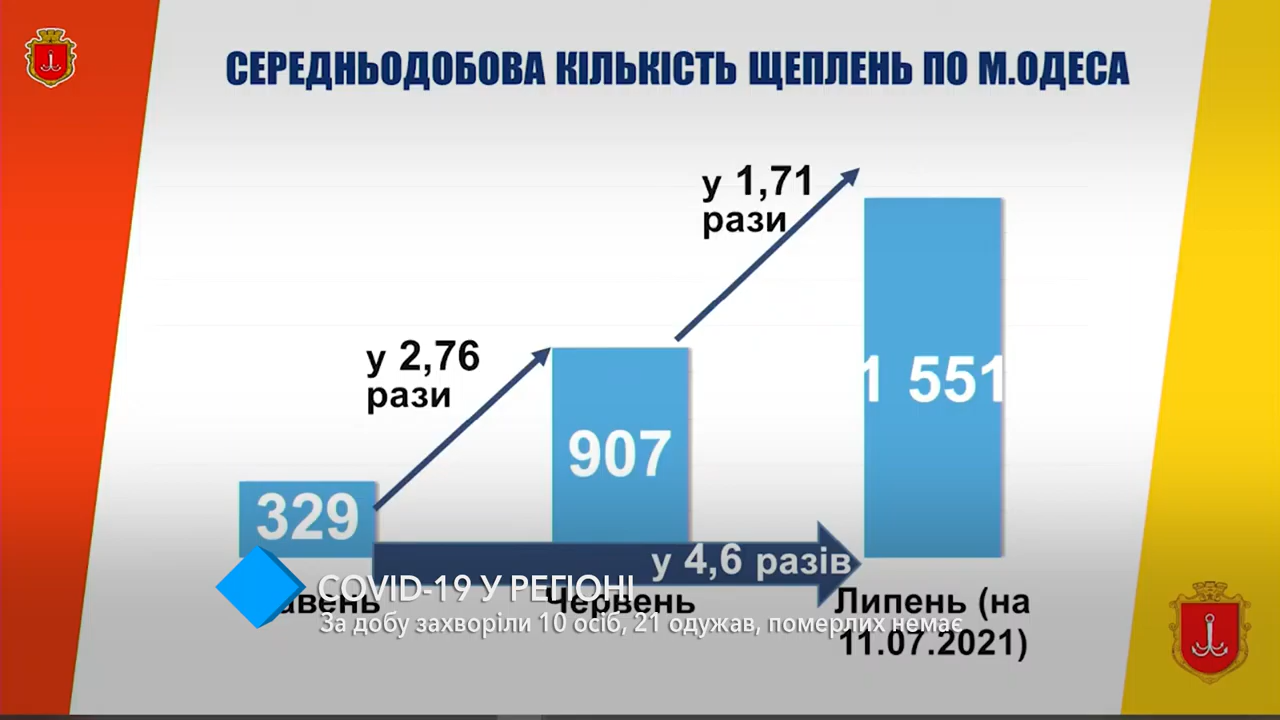 СЕРЕДНЬОДОБОВА КІЛЬКІСТЬ ЩЕПЛЕНЬ ПО М.ОДЕСА
у 1,71
рази
у 2,76
рази
1 551
907
329
у 4,6 разів
Червень
Липень (на
11.07.2021)
COVID-19 У РЕГІОНІ
За добу захворіли 10 осіб, 21 одужав, померлих немає